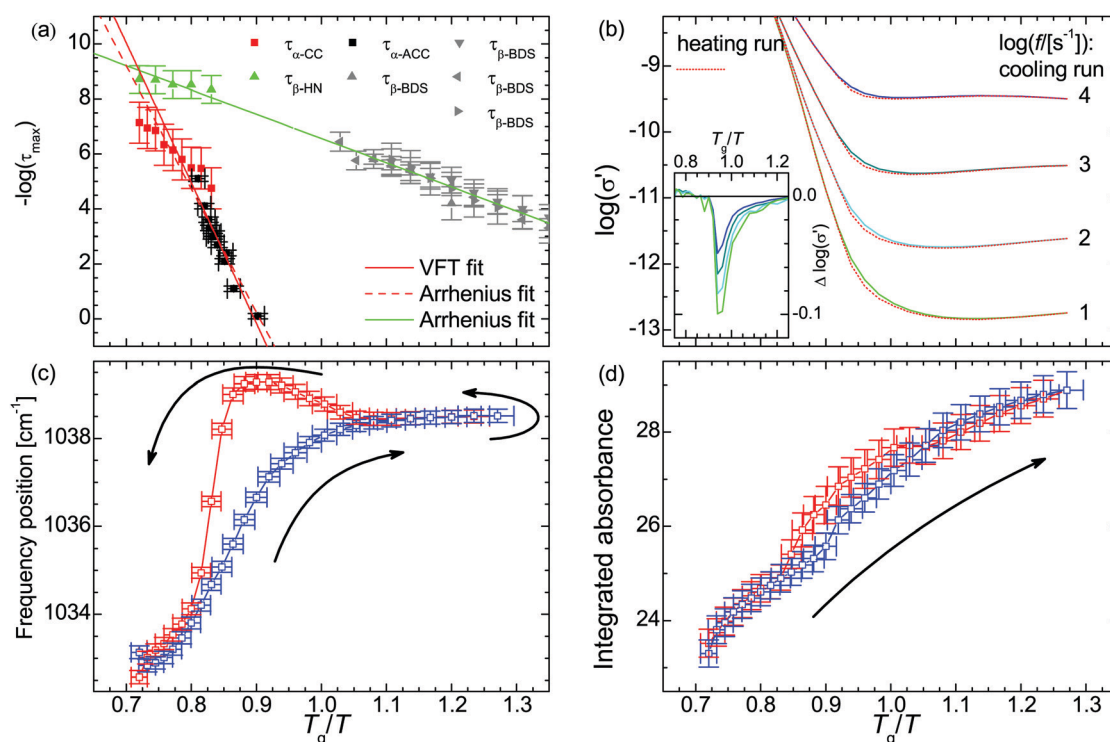 (a)
τα-CC
τα-ACC
τβ-BDS
τβ-HN
τβ-BDS
τβ-BDS
τβ-BDS
-log(τmax)
10
8
6
4
2
0
VFT fit
Arrhenius fit
Arrhenius fit
(b)
heating run
log(f/[s-1]):
cooling run
4
3
2
1
log(σ')
-9
-10
-11
-12
-13
Tg/T
0.8 1.0 1.2
0.0
-0.1
Δ log(σ')
(c)
Frequency position [cm-1]
1038
1036
1034
0.7 0.8 0.9 1.0 1.1 1.2 1.3
Tg/T
(d)
Integrated absorbance
28
26
24
0.7 0.8 0.9 1.0 1.1 1.2 1.3
Tg/T